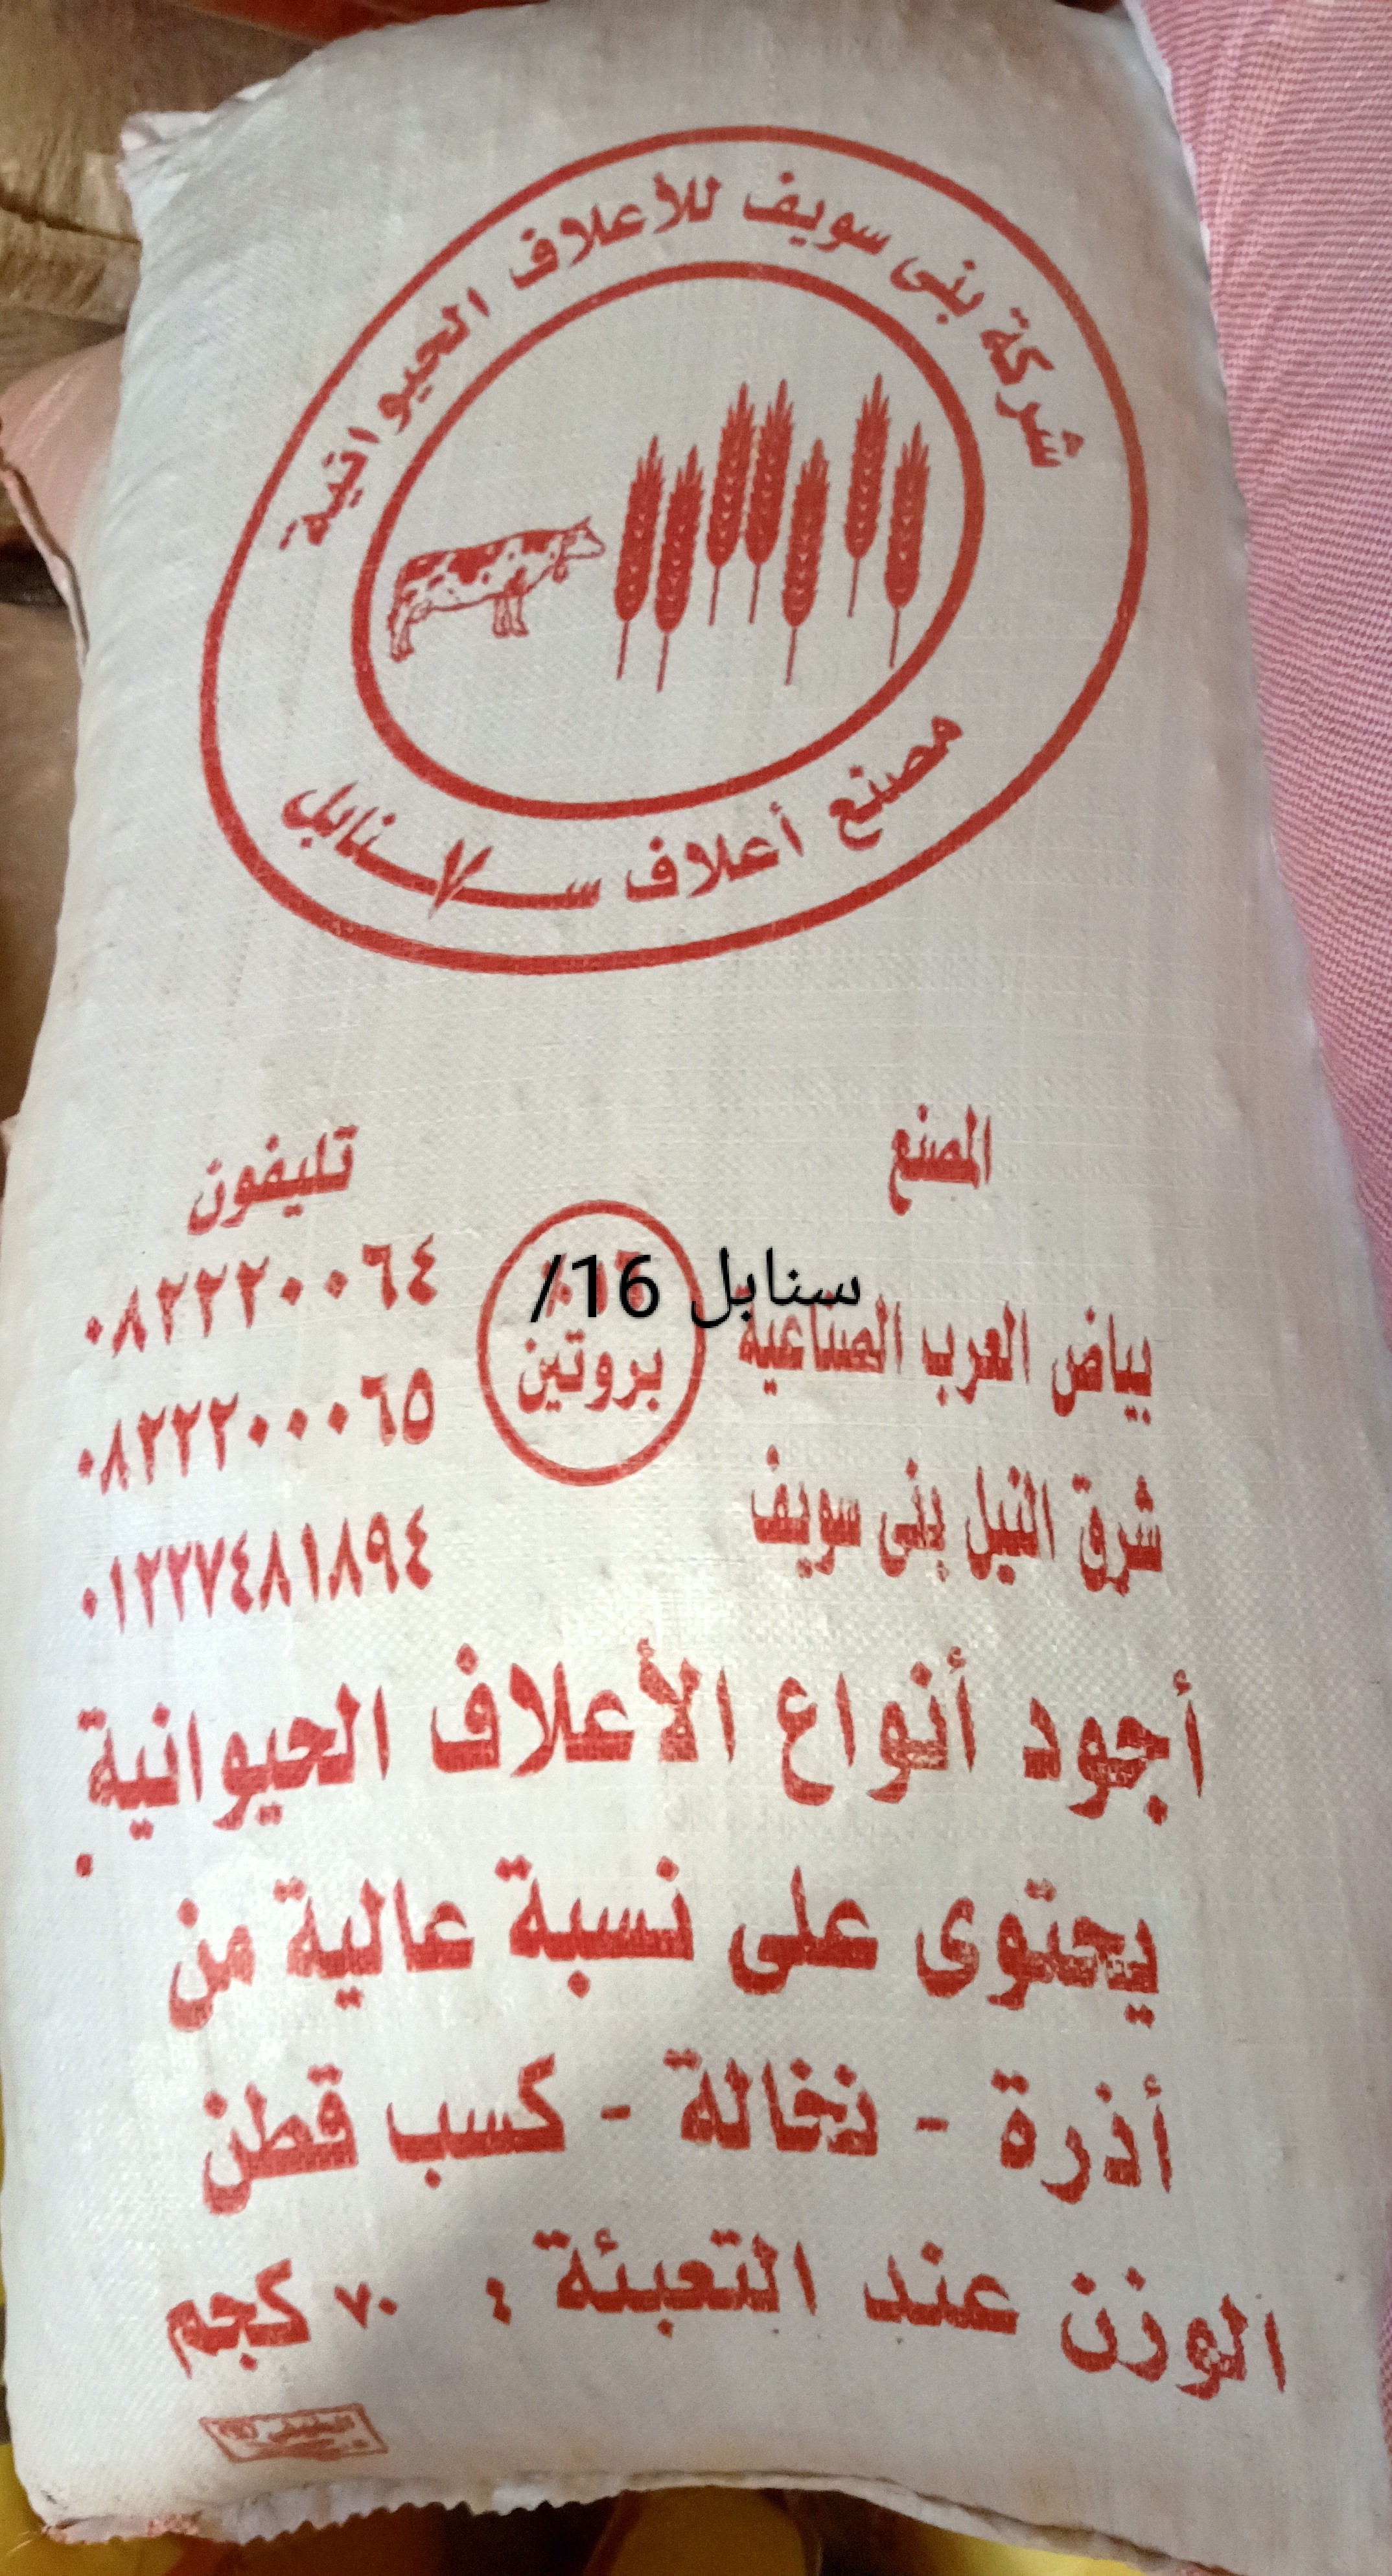 شركة بنى سويف للأعلاف الحيوانية
مصنع أعلاف س٧نابل
المصنع
تليفون
سنابل 16/
بروتين
بياض العرب الصناعية
شرق النيل بنى سويف
٠٨٢٢٢٠٠٦٤
٠٨٢٢٢٠٠٠٦٥
٠١٢٢٧٤٨١٨٩٤
أجود أنواع الأعلاف الحيوانية
يحتوى على نسبة عالية من
أذرة - نخالة - كسب قطن
الوزن عند التعبئة : ٧٠ كجم